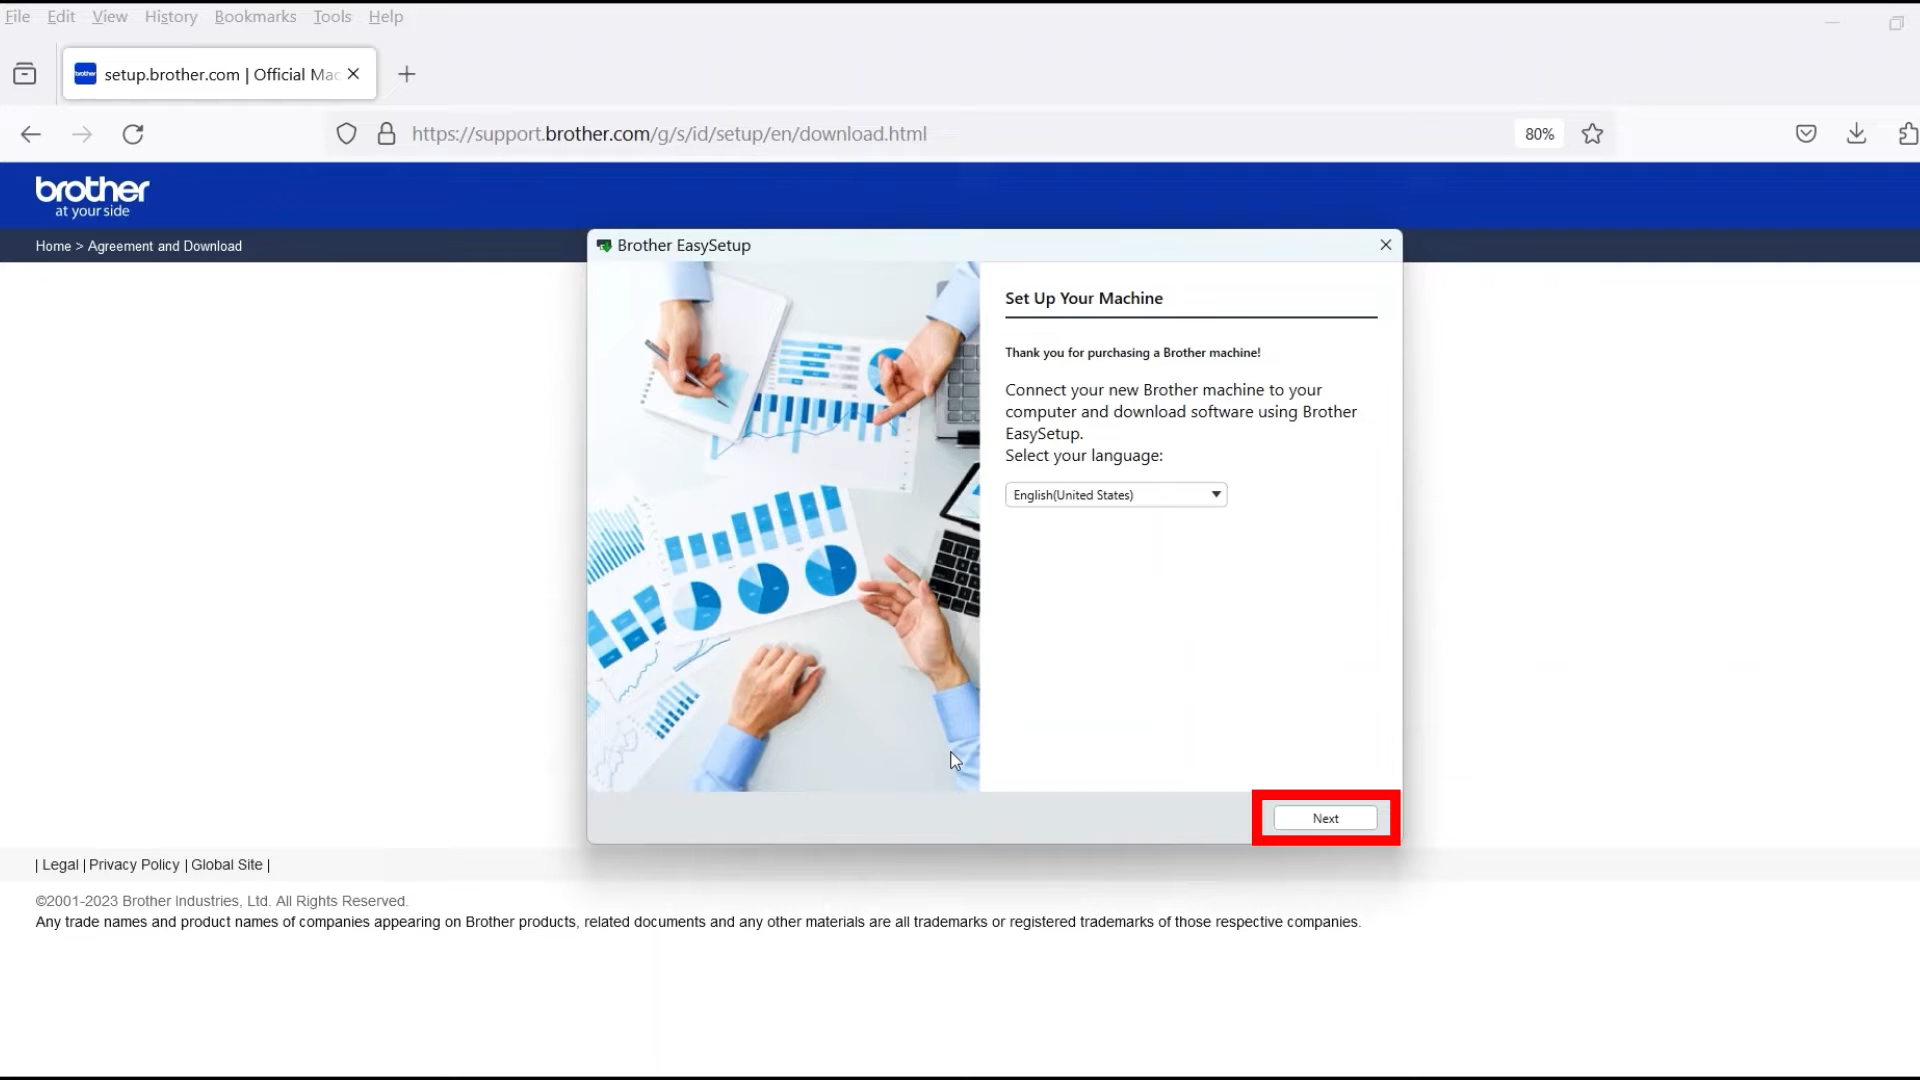 File Edit View History Bookmarks Tools Help
brother setup.brother.com | Official Mac
https://support.brother.com/g/s/id/setup/en/download.html 80%
brother
at your side
Home > Agreement and Download
Brother EasySetup
Set Up Your Machine
Thank you for purchasing a Brother machine!
Connect your new Brother machine to your
computer and download software using Brother
EasySetup.
Select your language:
English(United States)
Next
| Legal | Privacy Policy | Global Site |
©2001-2023 Brother Industries, Ltd. All Rights Reserved.
Any trade names and product names of companies appearing on Brother products, related documents and any other materials are all trademarks or registered trademarks of those respective companies.